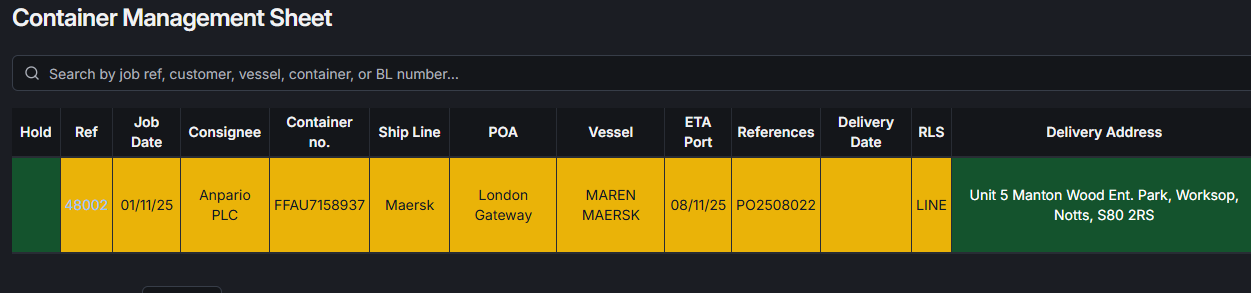 Container Management Sheet
Search by job ref, customer, vessel, container, or BL number...
Hold Ref Job Date Consignee Container no. Ship Line POA Vessel ETA Port References Delivery Date RLS Delivery Address
48002 01/11/25 Anpario PLC FFAU7158937 Maersk London Gateway MAREN MAERSK 08/11/25 PO2508022 LINE Unit 5 Manton Wood Ent. Park, Worksop, Notts, S80 2RS